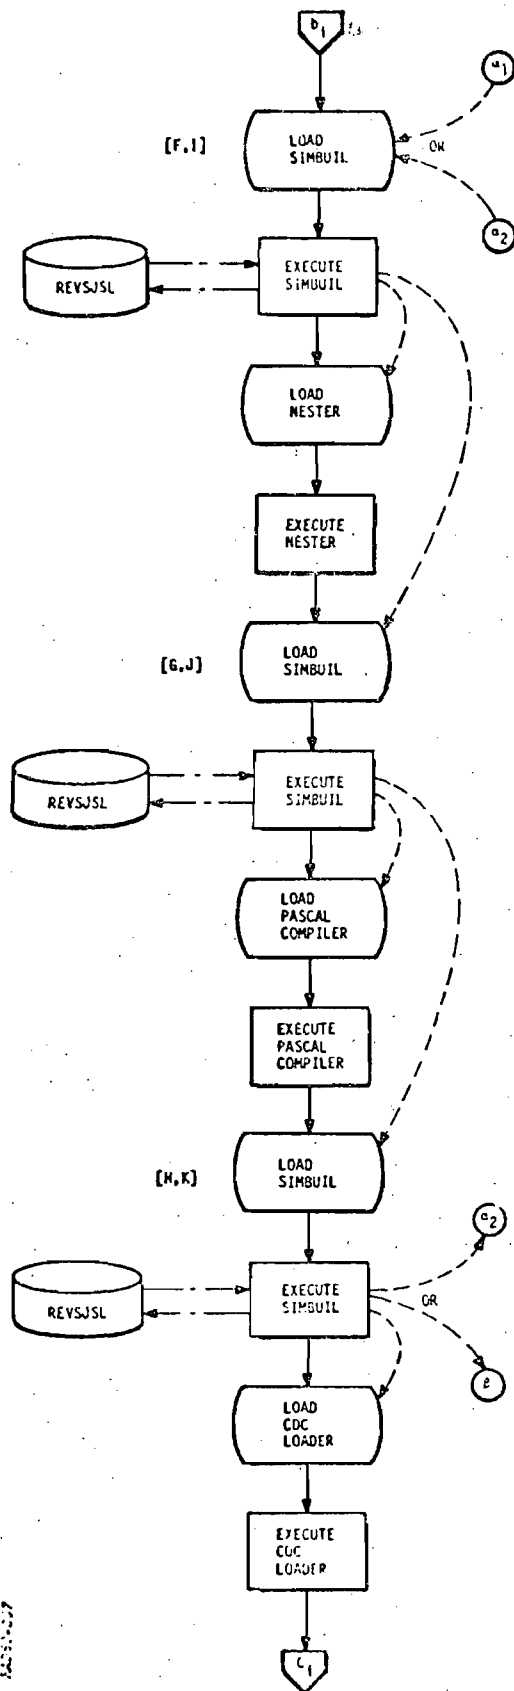 b1
a1
[F,I]
LOAD
SIMBUIL
OR
a2
REVSJSL
EXECUTE
SIMBUIL
LOAD
NESTER
EXECUTE
NESTER
[G,J]
LOAD
SIMBUIL
REVSJSL
EXECUTE
SIMBUIL
LOAD
PASCAL
COMPILER
EXECUTE
PASCAL
COMPILER
[H,K]
LOAD
SIMBUIL
a2
REVSJSL
EXECUTE
SIMBUIL
OR
e
LOAD
CDC
LOADER
EXECUTE
CDC
LOADER
C1